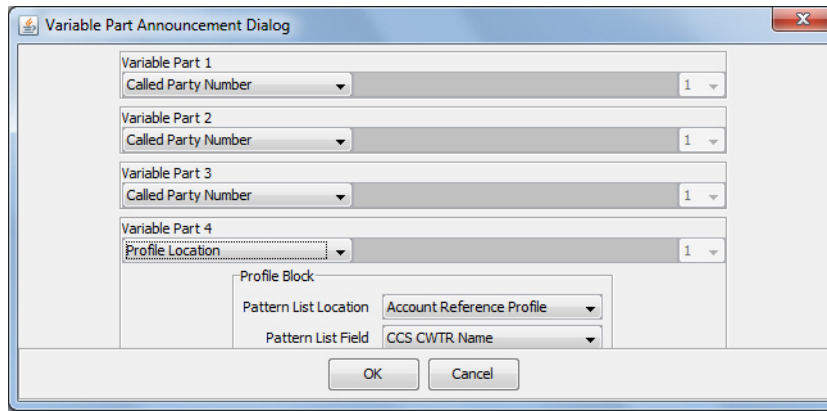 Variable Part Announcement Dialog
x
Variable Part 1
Called Party Number 1
Variable Part 2
Called Party Number 1
Variable Part 3
Called Party Number 1
Variable Part 4
Profile Location 1
Profile Block
Pattern List Location Account Reference Profile
Pattern List Field CCS CWTR Name
OK Cancel